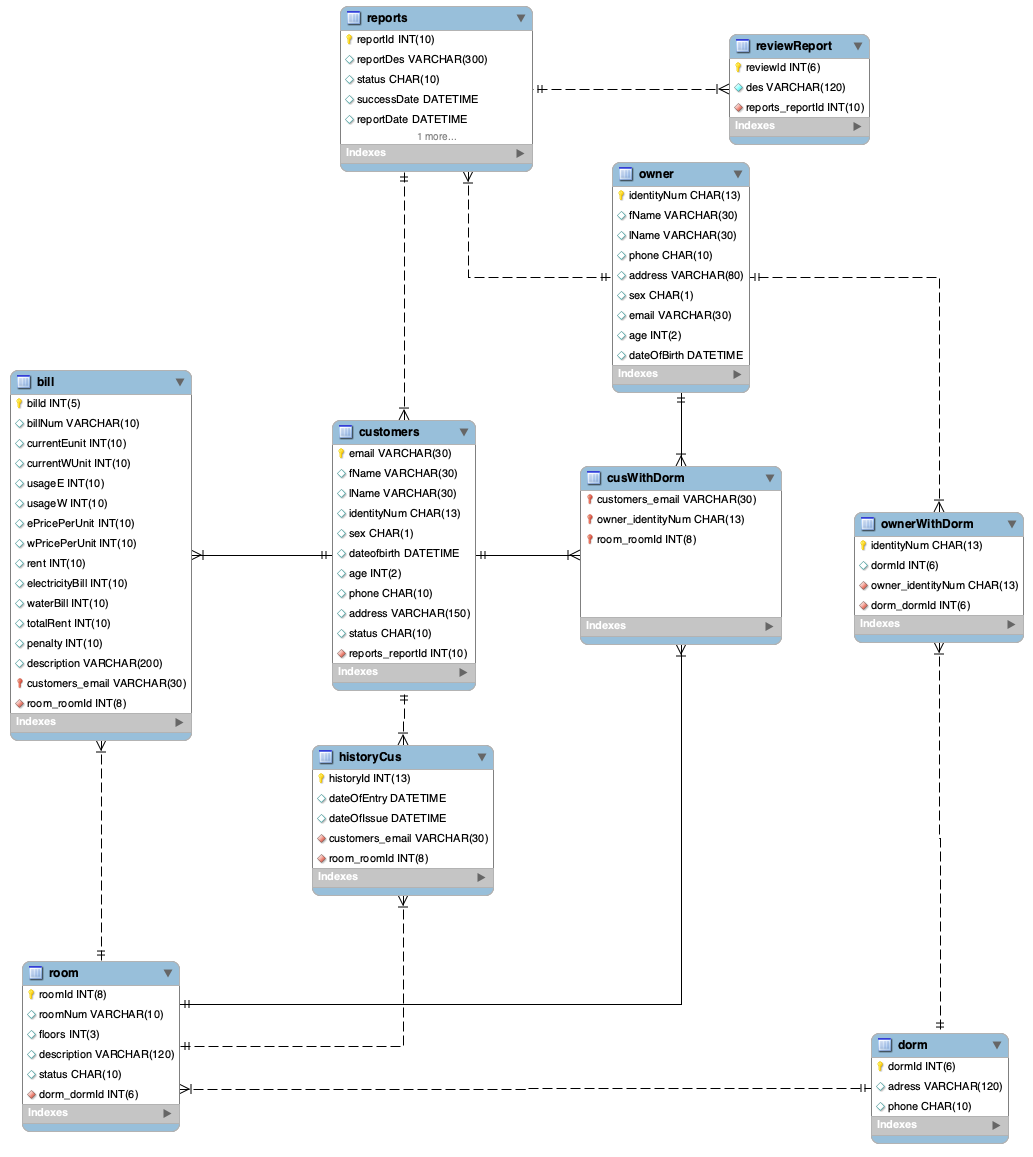 reports
reportId INT(10)
reportDes VARCHAR(300)
status CHAR(10)
successDate DATETIME
reportDate DATETIME
1 more...
Indexes
reviewReport
reviewId INT(6)
des VARCHAR(120)
reports_reportId INT(10)
Indexes
owner
identityNum CHAR(13)
fName VARCHAR(30)
lName VARCHAR(30)
phone CHAR(10)
address VARCHAR(80)
sex CHAR(1)
email VARCHAR(30)
age INT(2)
dateOfBirth DATETIME
Indexes
bill
billd INT(5)
billNum VARCHAR(10)
currentEunit INT(10)
currentWUnit INT(10)
usageE INT(10)
usageW INT(10)
ePricePerUnit INT(10)
wPricePerUnit INT(10)
rent INT(10)
electricityBill INT(10)
waterBill INT(10)
totalRent INT(10)
penalty INT(10)
description VARCHAR(200)
customers_email VARCHAR(30)
room_roomId INT(8)
Indexes
customers
email VARCHAR(30)
fName VARCHAR(30)
lName VARCHAR(30)
identityNum CHAR(13)
sex CHAR(1)
dateofbirth DATETIME
age INT(2)
phone CHAR(10)
address VARCHAR(150)
status CHAR(10)
reports_reportId INT(10)
Indexes
cusWithDorm
customers_email VARCHAR(30)
owner_identityNum CHAR(13)
room_roomId INT(8)
Indexes
ownerWithDorm
identityNum CHAR(13)
dormId INT(6)
owner_identityNum CHAR(13)
dorm_dormId INT(6)
Indexes
historyCus
historyId INT(13)
dateOfEntry DATETIME
dateOfIssue DATETIME
customers_email VARCHAR(30)
room_roomId INT(8)
Indexes
room
roomId INT(8)
roomNum VARCHAR(10)
floors INT(3)
description VARCHAR(120)
status CHAR(10)
dorm_dormId INT(6)
Indexes
dorm
dormId INT(6)
adress VARCHAR(120)
phone CHAR(10)
Indexes